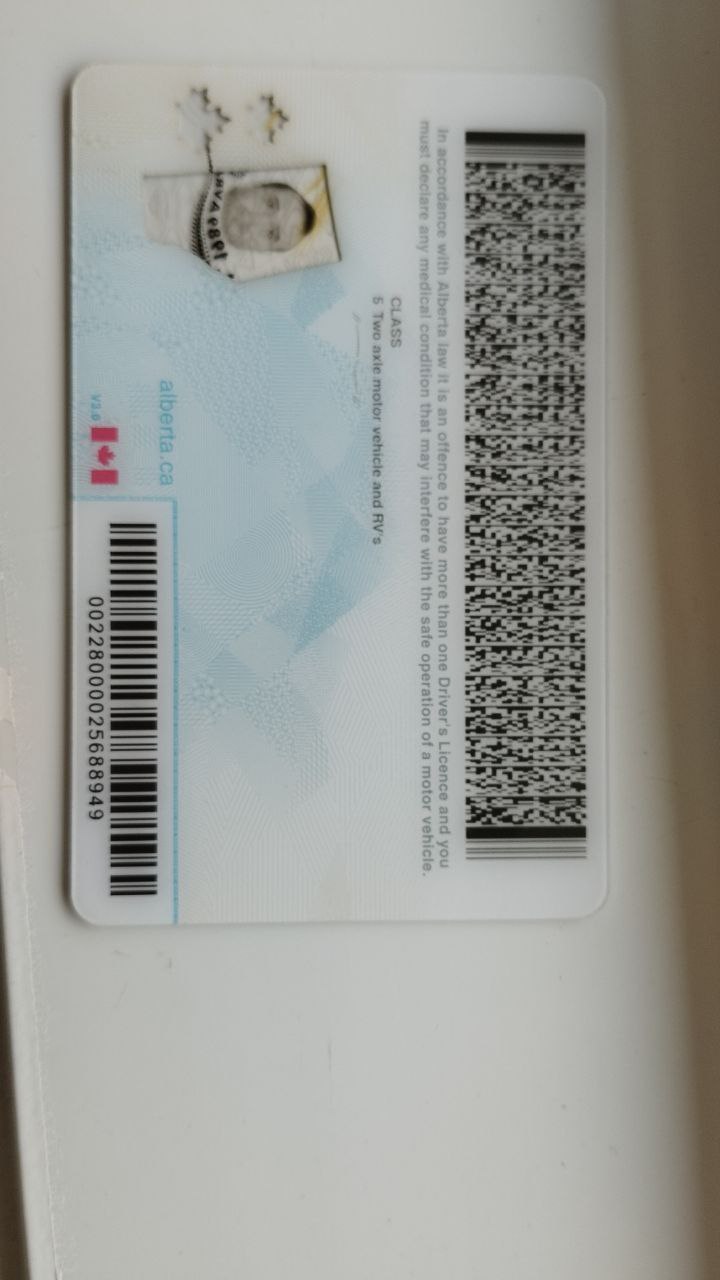 In accordance with Alberta law it is an offence to have more than one Driver's Licence and you
must declare any medical condition that may interfere with the safe operation of a motor vehicle.
CLASS
5 Two axle motor vehicle and RV's
alberta.ca
V3.0
00228000025688949